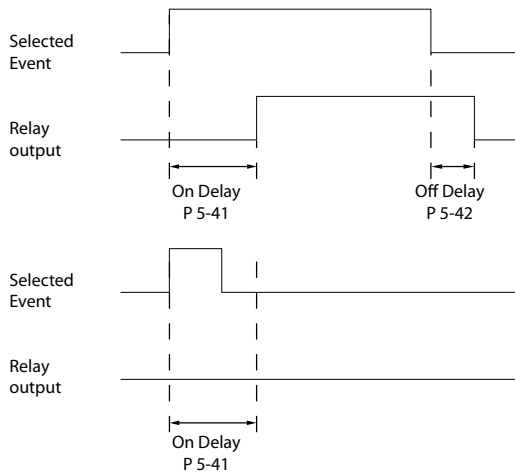 Selected
Event
Relay
output
On Delay
P 5-41
Off Delay
P 5-42
Selected
Event
Relay
output
On Delay
P 5-41